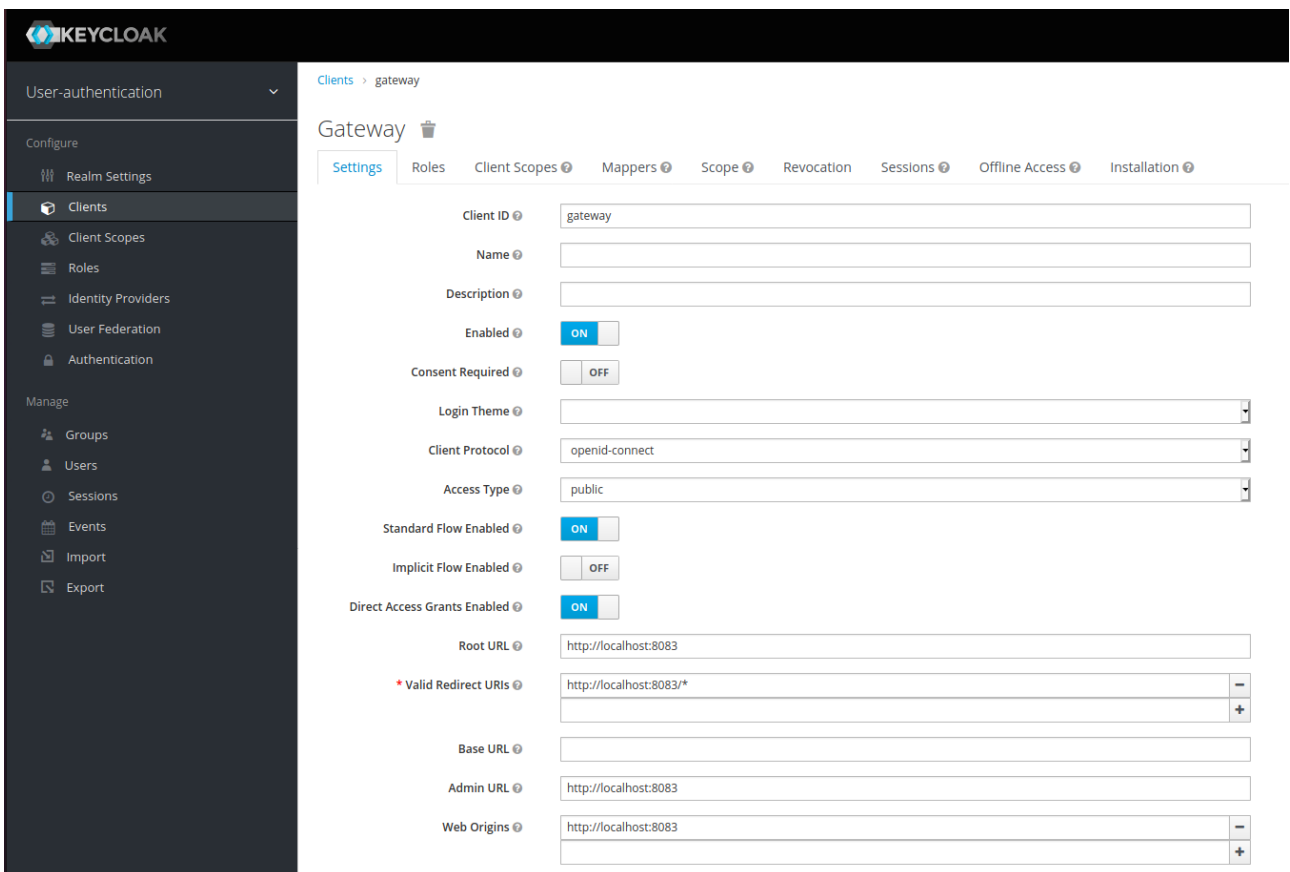 KEYCLOAK
User-authentication
Configure
Realm Settings
Clients
Client Scopes
Roles
Identity Providers
User Federation
Authentication
Manage
Groups
Users
Sessions
Events
Import
Export
Clients > gateway
Gateway
Settings Roles Client Scopes Mappers Scope Revocation Sessions Offline Access Installation
Client ID gateway
Name
Description
Enabled ON
Consent Required OFF
Login Theme
Client Protocol openid-connect
Access Type public
Standard Flow Enabled ON
Implicit Flow Enabled OFF
Direct Access Grants Enabled ON
Root URL http://localhost:8083
* Valid Redirect URIs http://localhost:8083/*
Base URL
Admin URL http://localhost:8083
Web Origins http://localhost:8083